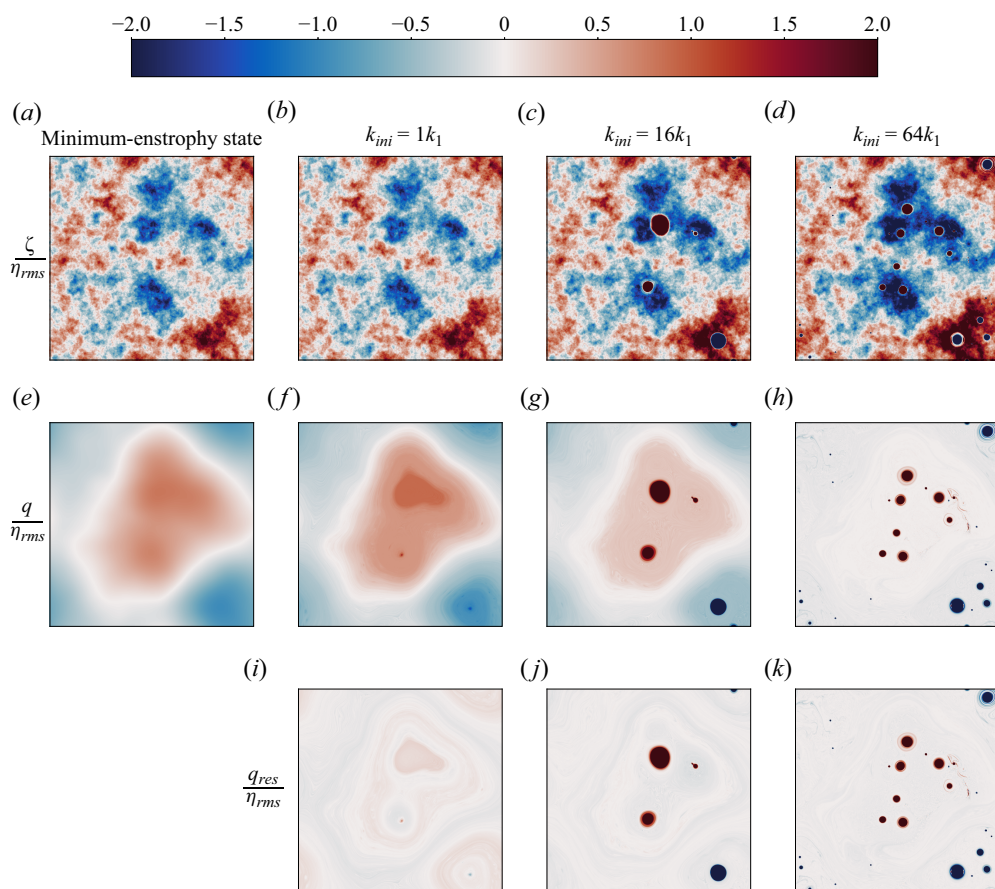 −2.0 −1.5 −1.0 −0.5 0 0.5 1.0 1.5 2.0
(a) (b) (c) (d)
Minimum-enstrophy state k_ini = 1k_1 k_ini = 16k_1 k_ini = 64k_1
ζ/η_rms
(e) (f) (g) (h)
q/η_rms
(i) (j) (k)
q_res/η_rms